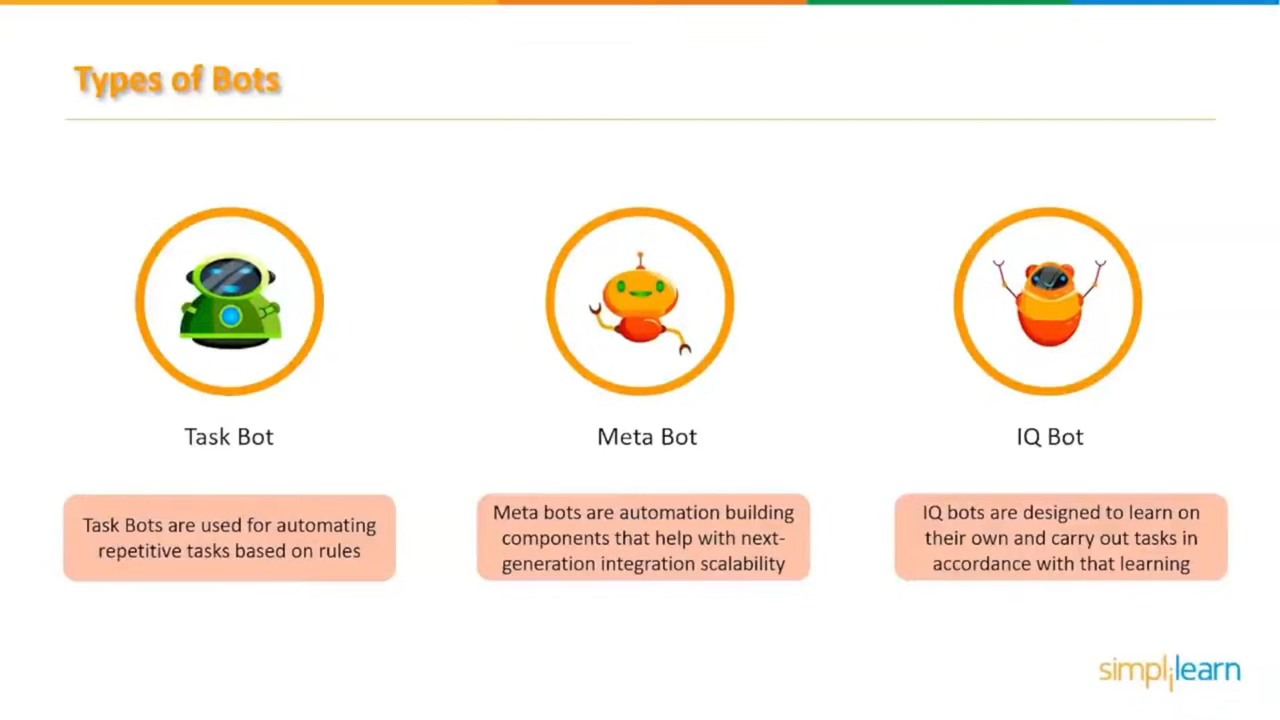 Types of Bots
Task Bot
Meta Bot
IQ Bot
Task Bots are used for automating
repetitive tasks based on rules
Meta bots are automation building
components that help with next-
generation integration scalability
IQ bots are designed to learn on
their own and carry out tasks in
accordance with that learning
simplilearn